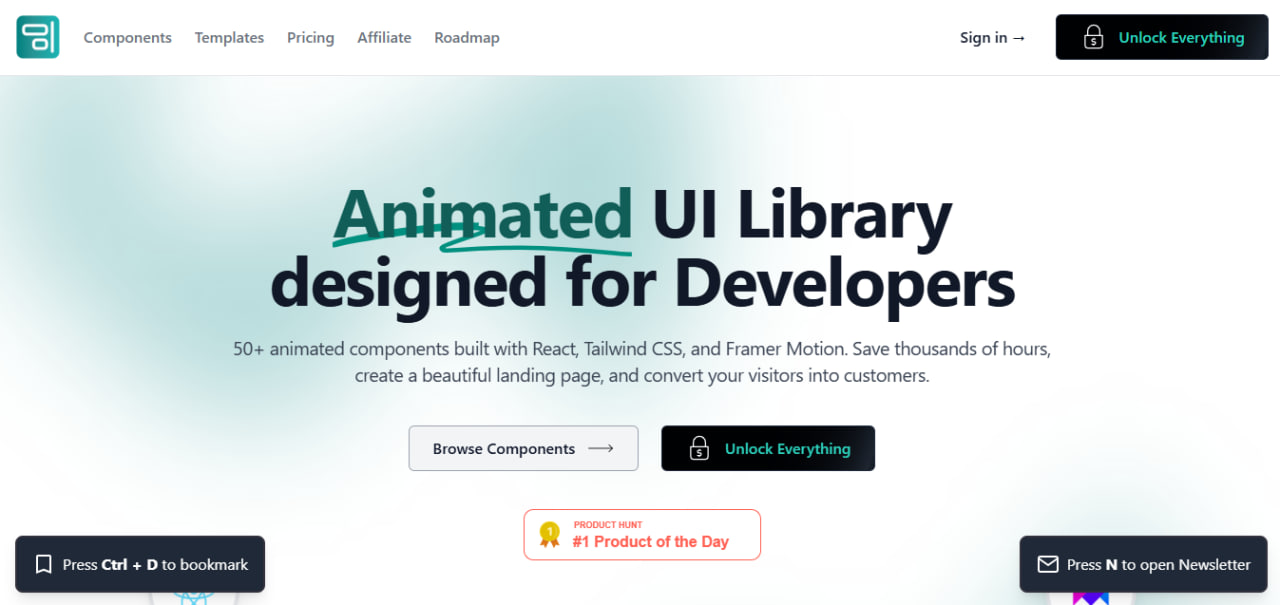 Components Templates Pricing Affiliate Roadmap Sign in → Unlock Everything
Animated UI Library
designed for Developers
50+ animated components built with React, Tailwind CSS, and Framer Motion. Save thousands of hours,
create a beautiful landing page, and convert your visitors into customers.
Browse Components Unlock Everything
PRODUCT HUNT
#1 Product of the Day
Press Ctrl + D to bookmark
Press N to open Newsletter